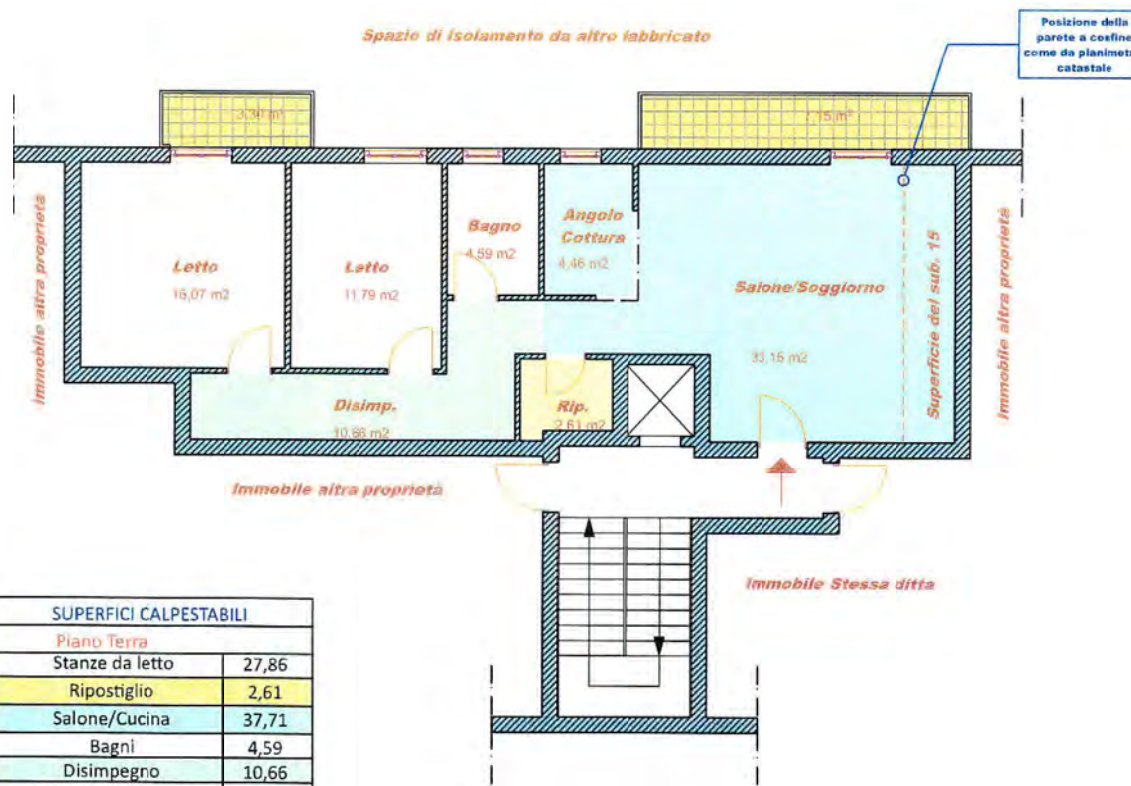 Spazio di isolamento da altro fabbricato
Posizione della
parete a confine
catastale
3,30 m²
7,15 m²
Immobile altra proprietà
Letto
16,07 m2
Letto
11,79 m2
Bagno
4,59 m2
Angolo
Cottura
4,46 m2
Salone/Soggiorno
33,15 m2
Superficie del sub. 15
Immobile altra proprietà
Disimp.
10,66 m2
Rip.
2,61 m2
Immobile altra proprietà
Immobile Stessa ditta
SUPERFICI CALPESTABILI
Piano Terra
Stanze da letto 27,86
Ripostiglio 2,61
Salone/Cucina 37,71
Bagni 4,59
Disimpegno 10,66